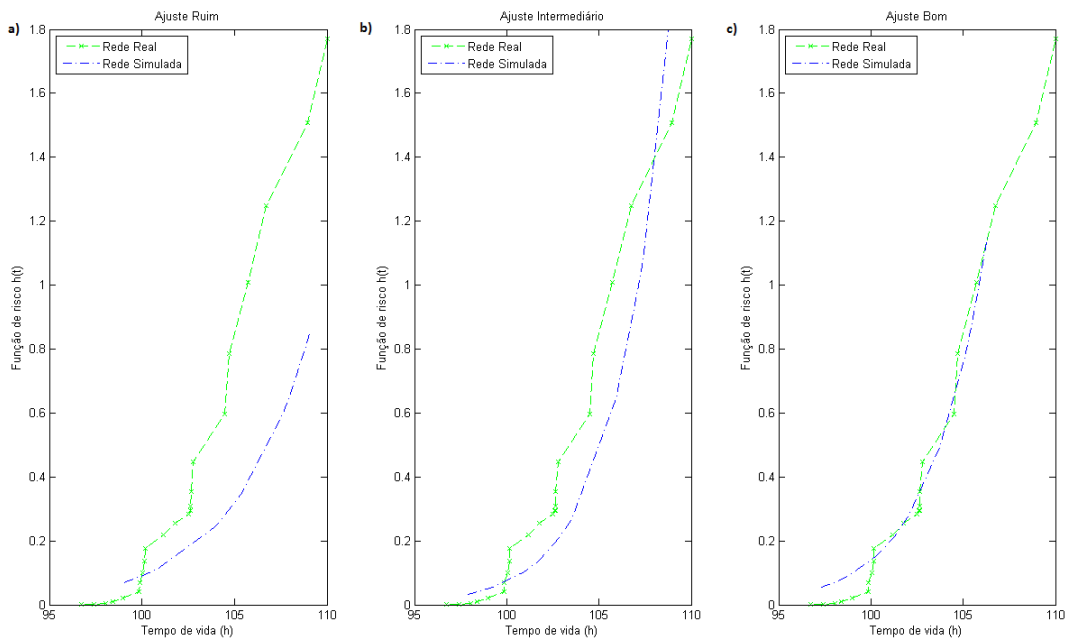 a)
Ajuste Ruim
Rede Real
Rede Simulada
Função de risco h(t)
1.8
1.6
1.4
1.2
1
0.8
0.6
0.4
0.2
0
95
100
105
110
Tempo de vida (h)
b)
Ajuste Intermediário
Rede Real
Rede Simulada
Função de risco h(t)
1.8
1.6
1.4
1.2
1
0.8
0.6
0.4
0.2
0
95
100
105
110
Tempo de vida (h)
c)
Ajuste Bom
Rede Real
Rede Simulada
Função de risco h(t)
1.8
1.6
1.4
1.2
1
0.8
0.6
0.4
0.2
0
95
100
105
110
Tempo de vida (h)